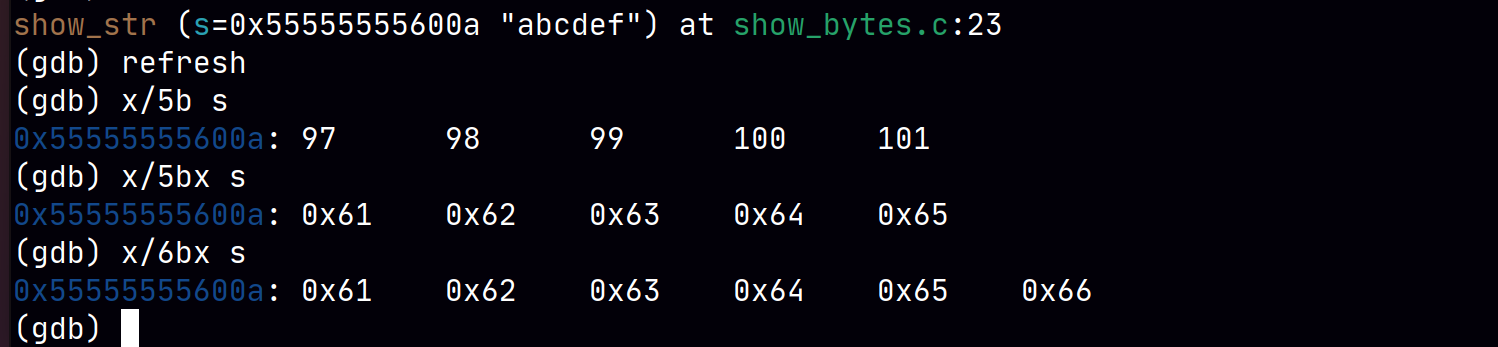 show_str (s=0x55555555600a "abcdef") at show_bytes.c:23
(gdb) refresh
(gdb) x/5b s
0x55555555600a: 97 98 99 100 101
(gdb) x/5bx s
0x55555555600a: 0x61 0x62 0x63 0x64 0x65
(gdb) x/6bx s
0x55555555600a: 0x61 0x62 0x63 0x64 0x65 0x66
(gdb)